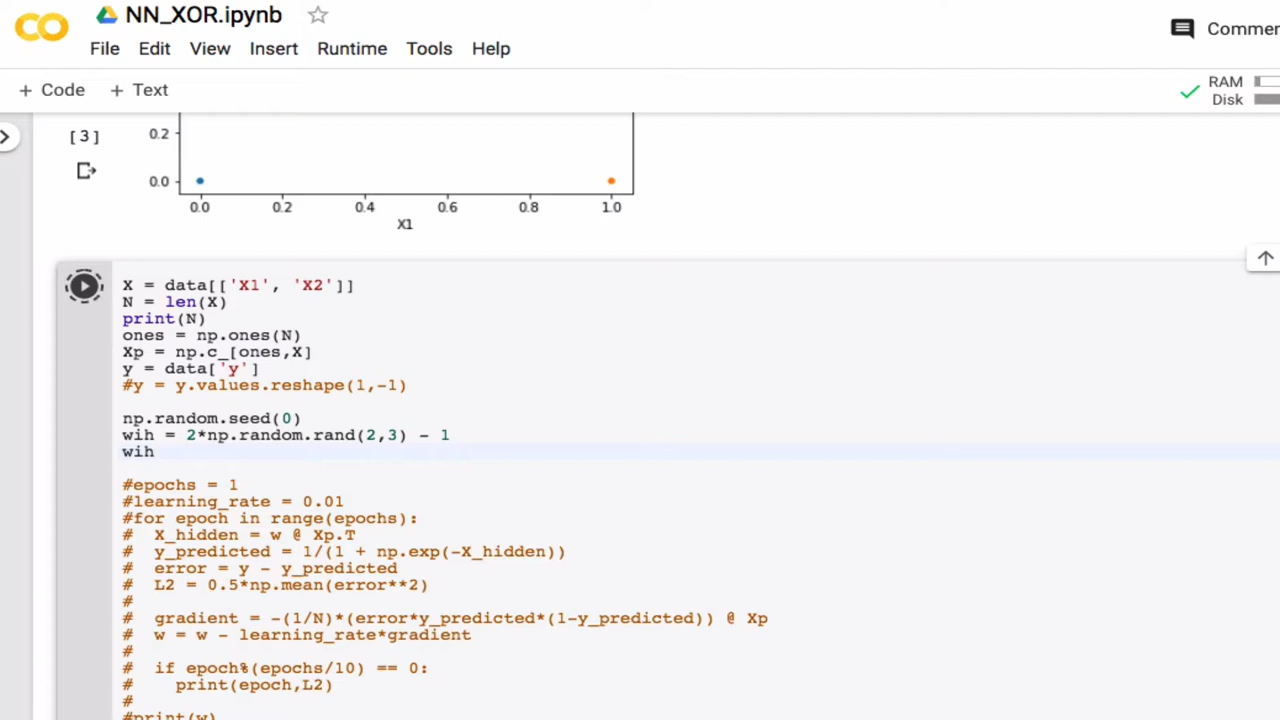 NN_XOR.ipynb
File Edit View Insert Runtime Tools Help
+ Code + Text
RAM
Disk
[3]
0.2
0.0
0.0 0.2 0.4 0.6 0.8 1.0
X1
X = data[['X1', 'X2']]
N = len(X)
print(N)
ones = np.ones(N)
Xp = np.c_[ones,X]
y = data['y']
#y = y.values.reshape(1,-1)
np.random.seed(0)
wih = 2*np.random.rand(2,3) - 1
wih
#epochs = 1
#learning_rate = 0.01
#for epoch in range(epochs):
#  X_hidden = w @ Xp.T
#  y_predicted = 1/(1 + np.exp(-X_hidden))
#  error = y - y_predicted
#  L2 = 0.5*np.mean(error**2)
#
#  gradient = -(1/N)*(error*y_predicted*(1-y_predicted)) @ Xp
#  w = w - learning_rate*gradient
#
#  if epoch%(epochs/10) == 0:
#    print(epoch,L2)
#
#print(w)